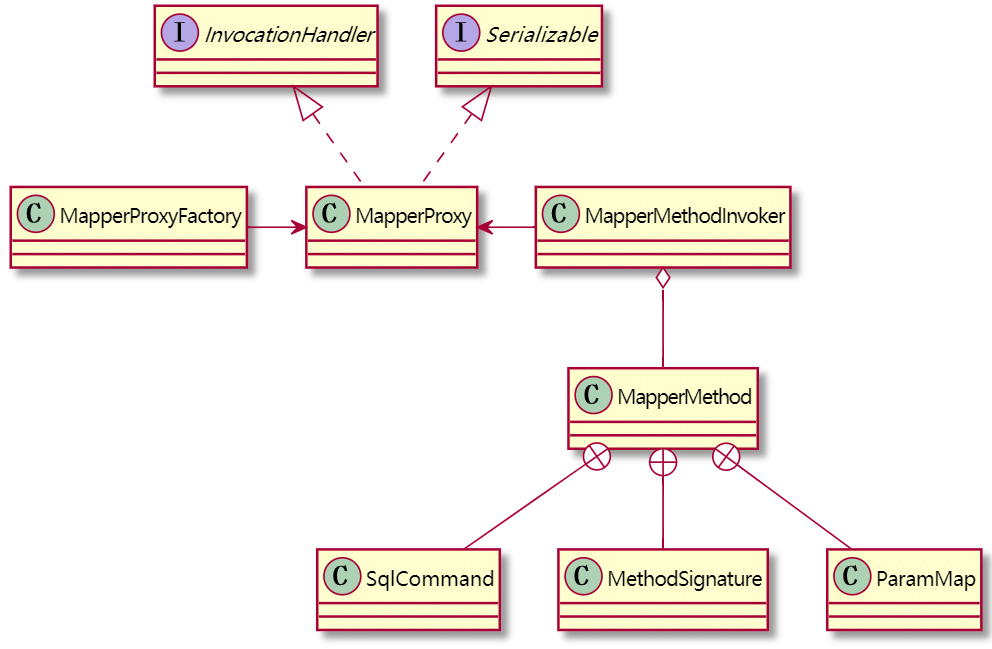 I InvocationHandler
I Serializable
C MapperProxyFactory
C MapperProxy
C MapperMethodInvoker
C MapperMethod
C SqlCommand
C MethodSignature
C ParamMap